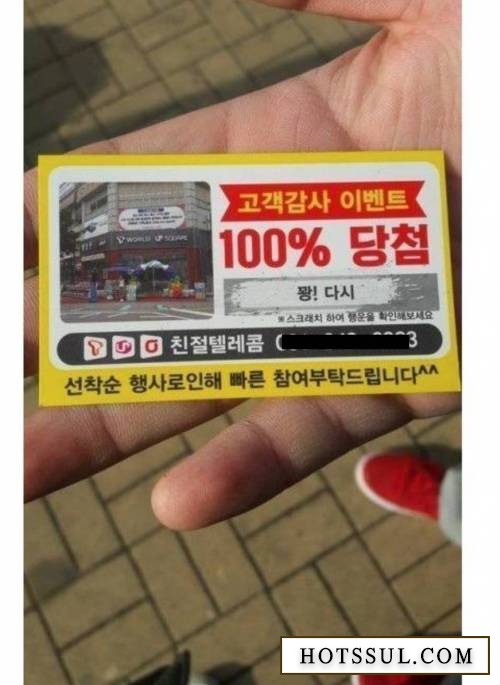 고객감사 이벤트
100% 당첨
꽝! 다시
※스크래치 하여 행운을 확인해보세요
T WORLD SQUARE
친절텔레콤
선착순 행사로인해 빠른 참여부탁드립니다^^
HOTSSUL.COM